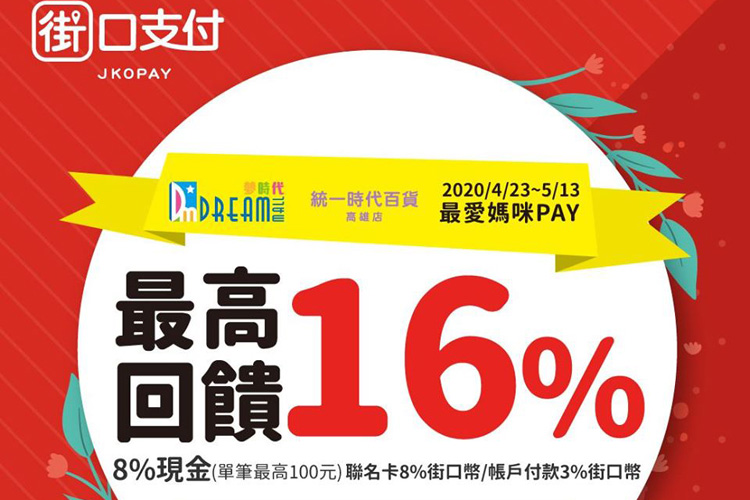 街口支付
JKOPAY
夢時代
DREAM MALL
統一時代百貨
高雄店
2020/4/23~5/13
最愛媽咪PAY
最高
回饋
16%
8%現金(單筆最高100元) 聯名卡8%街口幣/帳戶付款3%街口幣